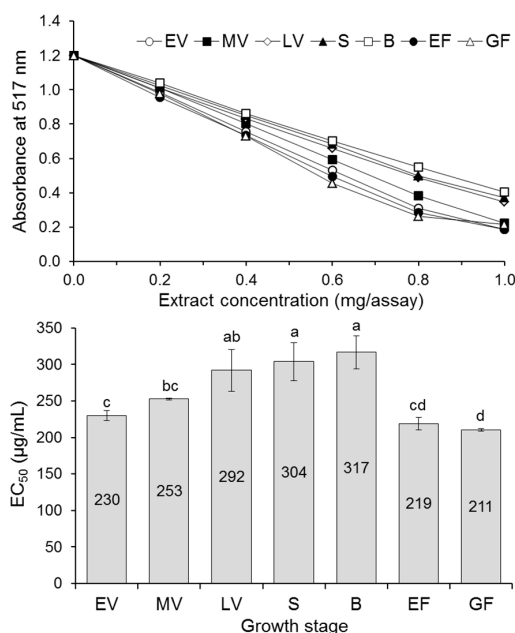 1.4
EV MV LV S B EF GF
1.2
1.0
0.8
0.6
0.4
0.2
0.0
Absorbance at 517 nm
0.0 0.2 0.4 0.6 0.8 1.0
Extract concentration (mg/assay)
350
300
250
200
150
100
50
0
EC50 (µg/mL)
c bc ab a a cd d
230 253 292 304 317 219 211
EV MV LV S B EF GF
Growth stage